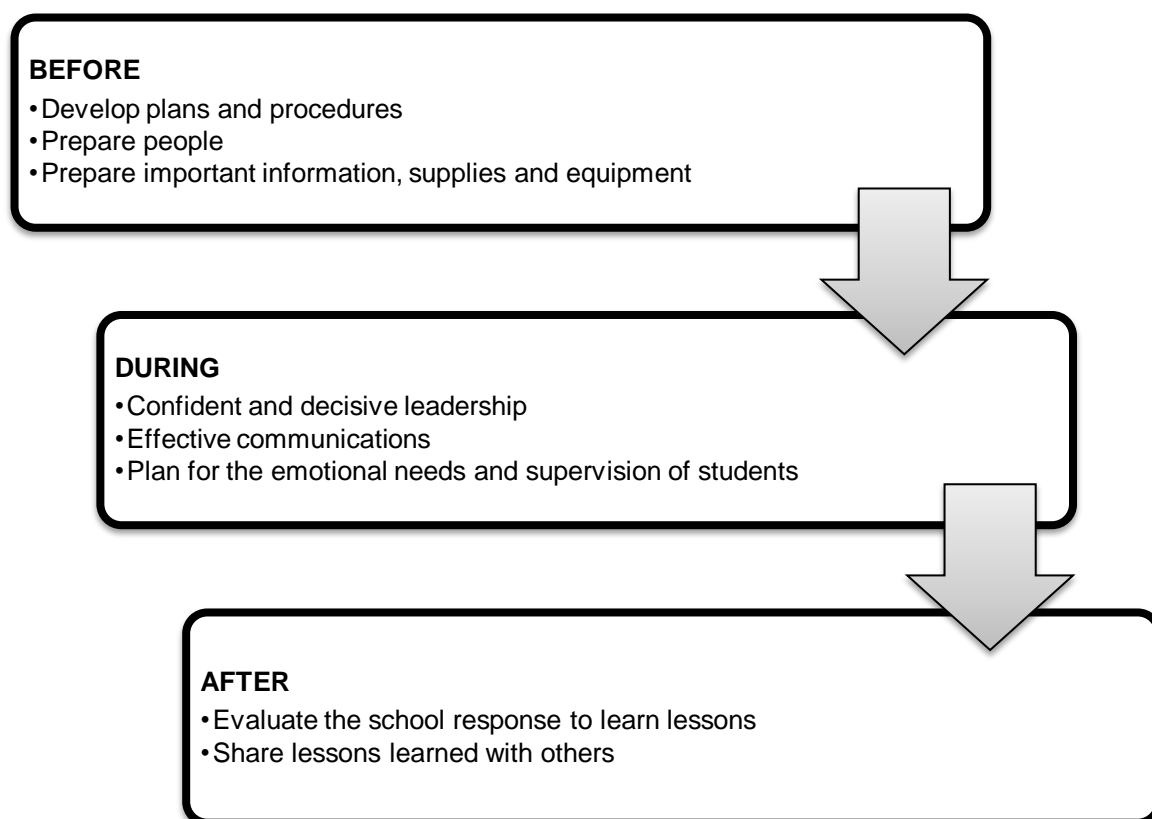 BEFORE
•Develop plans and procedures
•Prepare people
•Prepare important information, supplies and equipment
DURING
•Confident and decisive leadership
•Effective communications
•Plan for the emotional needs and supervision of students
AFTER
•Evaluate the school response to learn lessons
•Share lessons learned with others